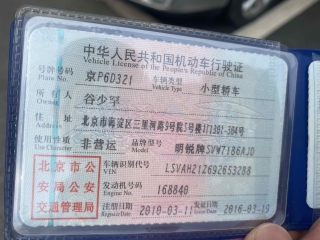 中华人民共和国机动车行驶证
Vehicle License of the People's Republic of China
号牌号码 京P6D321 车辆类型 小型轿车
Plate No. Vehicle Type
所有人 谷少罕
Owner
住址 北京市海淀区三里河路9号院5号楼1门301-304号
Address
使用性质 非营运 品牌型号 明锐牌SVW7186AJD
Use Character Model
北京市公 车辆识别代号 LSVAH21Z692653288
VIN
安局公安 发动机号码 168840
Engine No.
交通管理局 注册日期 2010-03-11 发证日期 2010-03-19
Register Date Issue Date